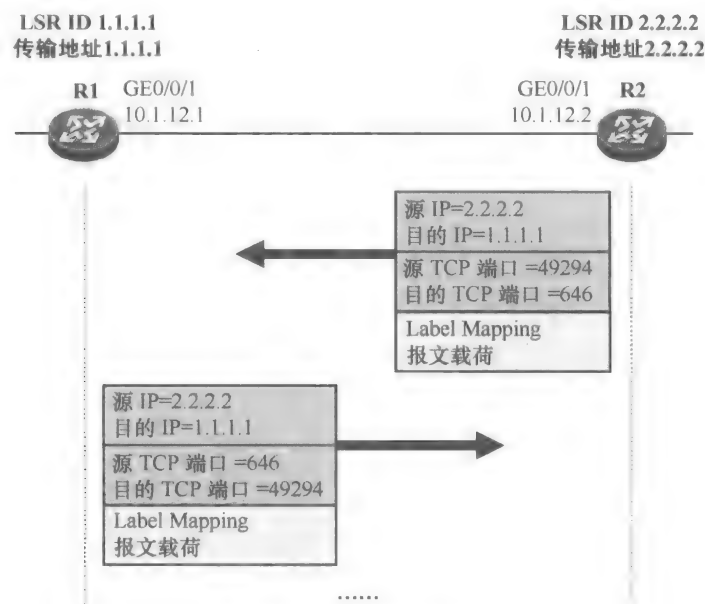 LSR ID 1.1.1.1
传输地址1.1.1.1
LSR ID 2.2.2.2
传输地址2.2.2.2
R1
GE0/0/1
10.1.12.1
GE0/0/1
10.1.12.2
R2
源 IP=2.2.2.2
目的 IP=1.1.1.1
源 TCP 端口 =49294
目的 TCP 端口 =646
Label Mapping
报文载荷
源 IP=2.2.2.2
目的 IP=1.1.1.1
源 TCP 端口 =646
目的 TCP 端口 =49294
Label Mapping
报文载荷
……